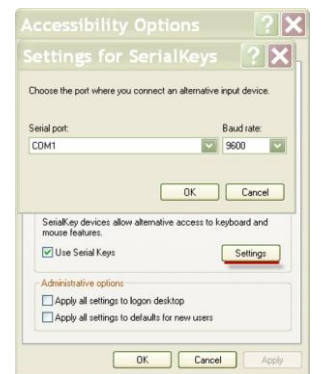 Accessibility Options
Settings for SerialKeys
Choose the port where you connect an alternative input device.
Serial port: Baud rate:
COM1 9600
OK Cancel
SerialKey devices allow alternative access to keyboard and
mouse features.
Use Serial Keys Settings
Administrative options
Apply all settings to logon desktop
Apply all settings to defaults for new users
OK Cancel Apply